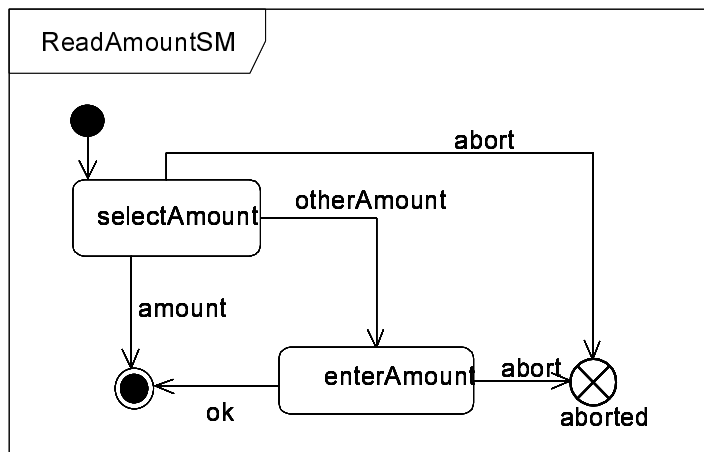 ReadAmountSM
abort
selectAmount
otherAmount
amount
enterAmount
abort
ok
aborted